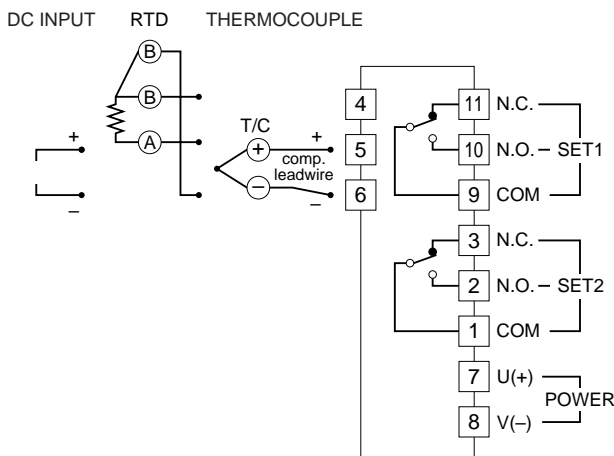 DC INPUT RTD THERMOCOUPLE
B
B
A
+
–
T/C
+
–
+
comp.
leadwire
–
4
5
6
11 N.C.
10 N.O. SET1
9 COM
3 N.C.
2 N.O. SET2
1 COM
7 U(+)
POWER
8 V(–)